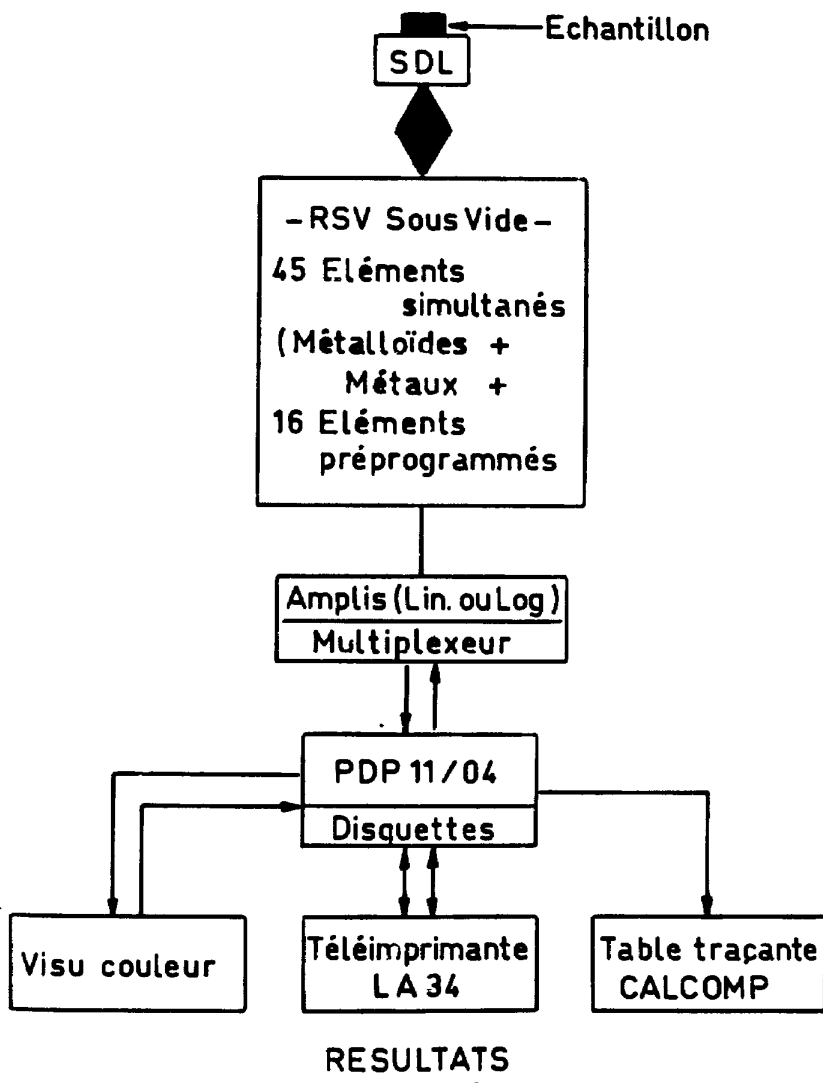 Echantillon
SDL
-RSV Sous Vide-
45 Eléments
simultanés
(Métalloïdes +
Métaux +
16 Eléments
préprogrammés
Amplis (Lin. ou Log)
Multiplexeur
PDP 11/04
Disquettes
Visu couleur
Téléimprimante
LA 34
Table traçante
CALCOMP
RESULTATS